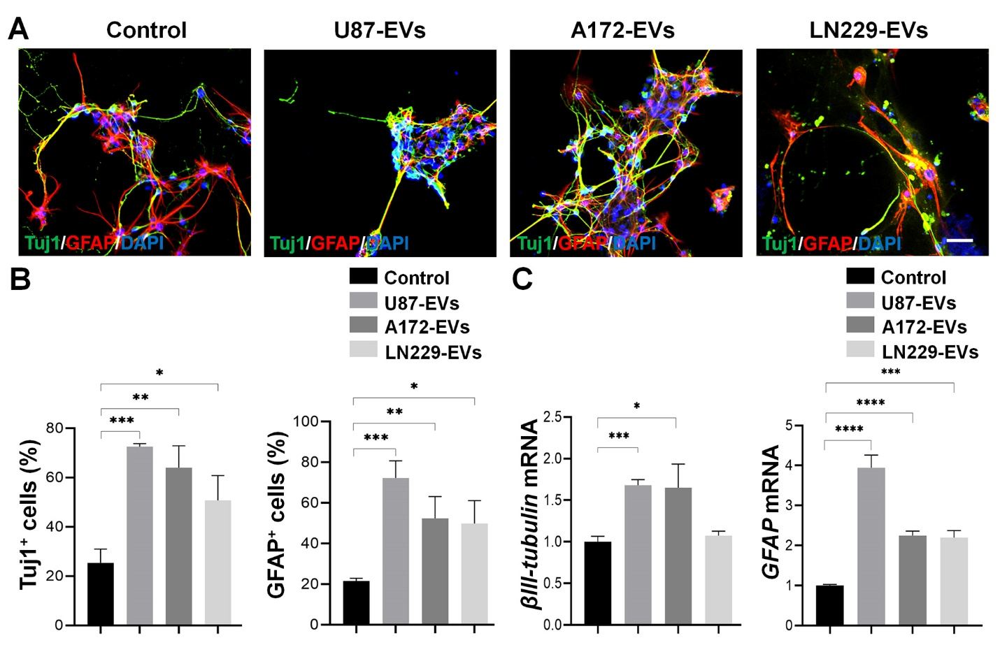 A
Control
U87-EVs
A172-EVs
LN229-EVs
Tuj1/GFAP/DAPI
Tuj1/GFAP/DAPI
Tuj1/GFAP/DAPI
Tuj1/GFAP/DAPI
B
Control
U87-EVs
A172-EVs
LN229-EVs
Tuj1⁺ cells (%)
80
60
40
20
0
*
**
***
GFAP⁺ cells (%)
100
80
60
40
20
0
*
**
***
C
Control
U87-EVs
A172-EVs
LN229-EVs
βIII-tubulin mRNA
2.5
2.0
1.5
1.0
0.5
0.0
*
***
GFAP mRNA
5
4
3
2
1
0
***
****
****